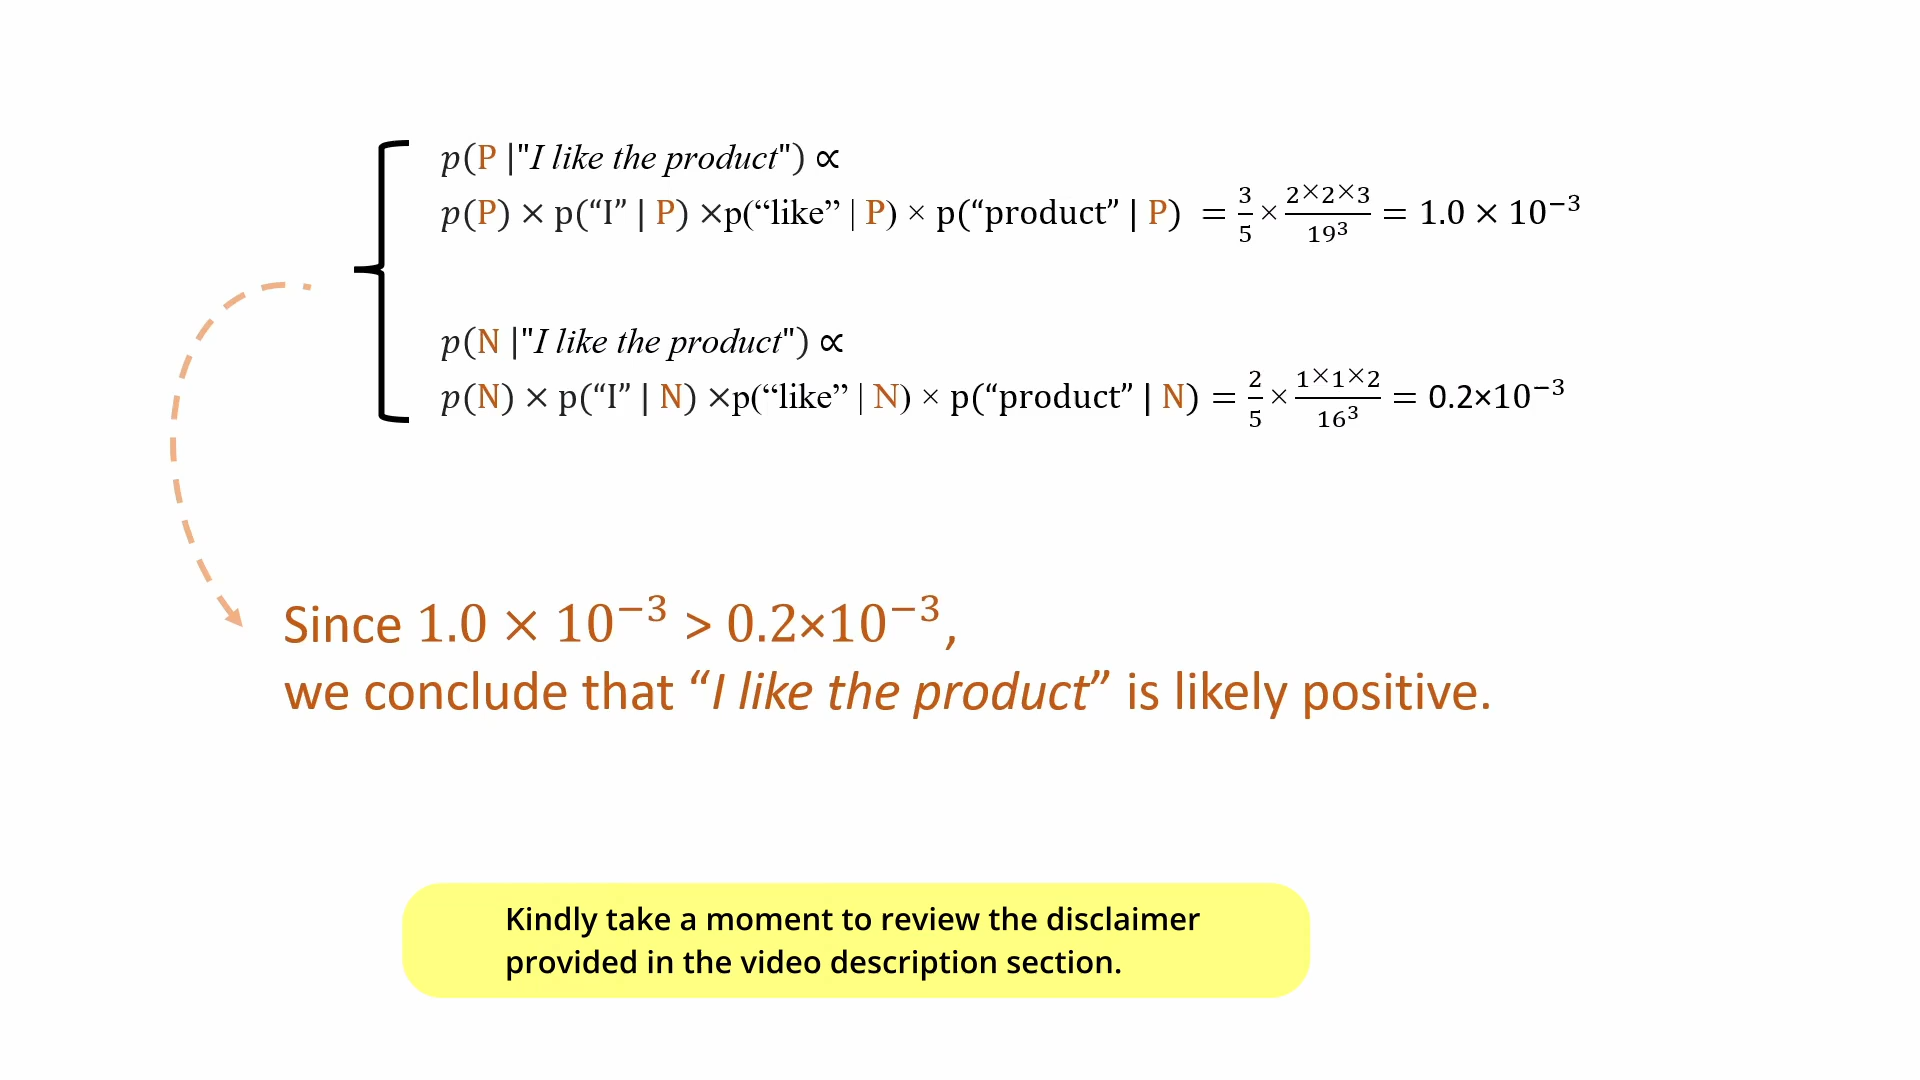 p(P |"I like the product") ∝
p(P) × p(“I” | P) ×p(“like” | P) × p(“product” | P) = 3/5 × 2×2×3/19³ = 1.0 × 10⁻³
p(N |"I like the product") ∝
p(N) × p(“I” | N) ×p(“like” | N) × p(“product” | N) = 2/5 × 1×1×2/16³ = 0.2×10⁻³
Since 1.0 × 10⁻³ > 0.2×10⁻³,
we conclude that “I like the product” is likely positive.
Kindly take a moment to review the disclaimer
provided in the video description section.